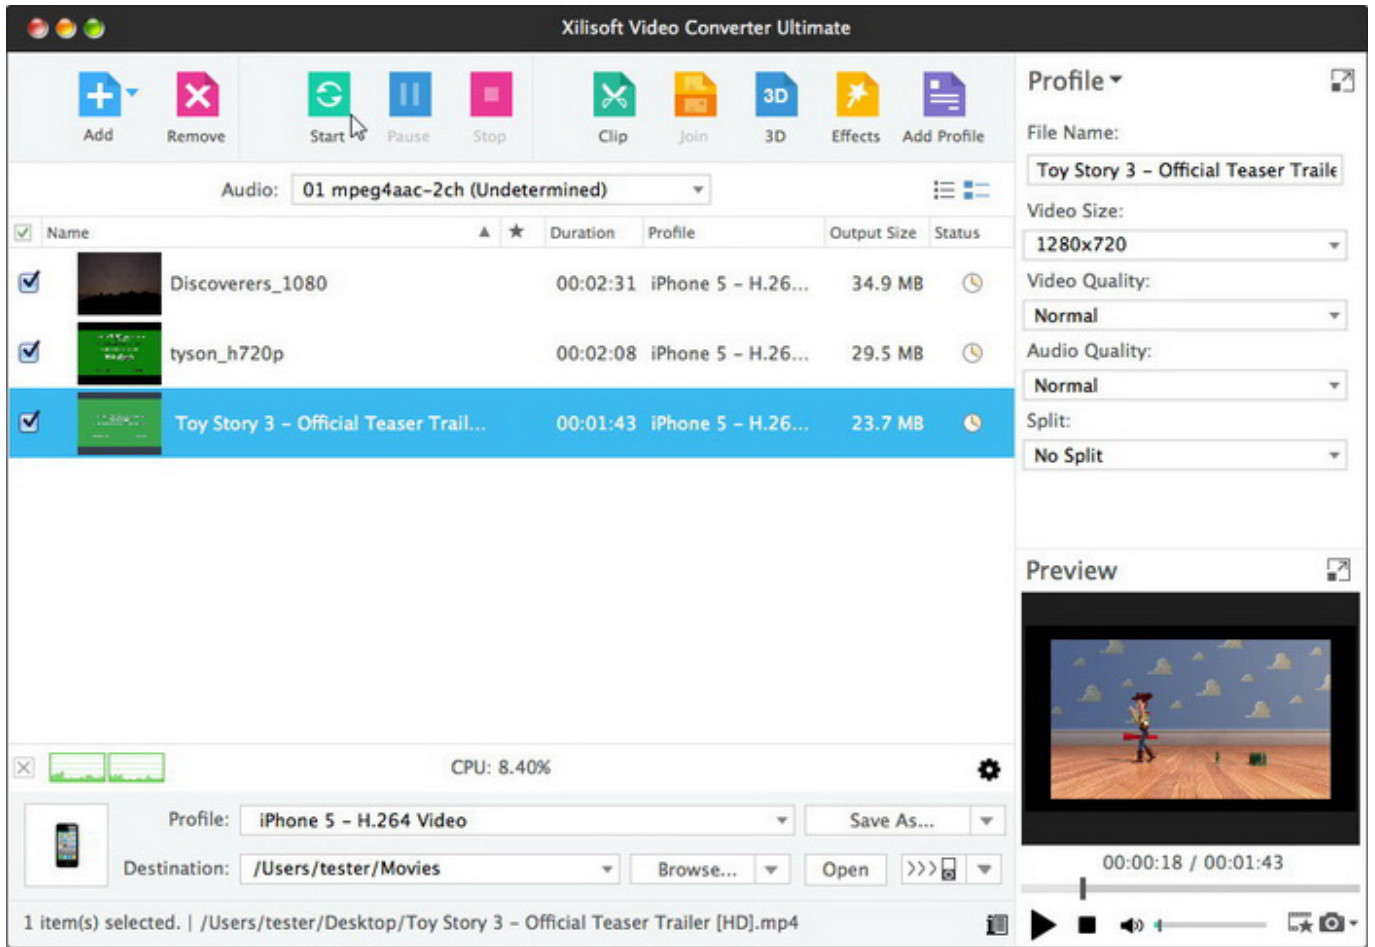 Xilisoft Video Converter Ultimate
Add
Remove
Start
Pause
Stop
Clip
Join
3D
3D
Effects
Add Profile
Audio: 01 mpeg4aac-2ch (Undetermined)
Name Duration Profile Output Size Status
Discoverers_1080 00:02:31 iPhone 5 – H.26... 34.9 MB
tyson_h720p 00:02:08 iPhone 5 – H.26... 29.5 MB
Toy Story 3 – Official Teaser Trail... 00:01:43 iPhone 5 – H.26... 23.7 MB
CPU: 8.40%
Profile: iPhone 5 – H.264 Video Save As...
Destination: /Users/tester/Movies Browse... Open >>>
1 item(s) selected. | /Users/tester/Desktop/Toy Story 3 – Official Teaser Trailer [HD].mp4
Profile
File Name:
Toy Story 3 – Official Teaser Traile
Video Size:
1280x720
Video Quality:
Normal
Audio Quality:
Normal
Split:
No Split
Preview
00:00:18 / 00:01:43